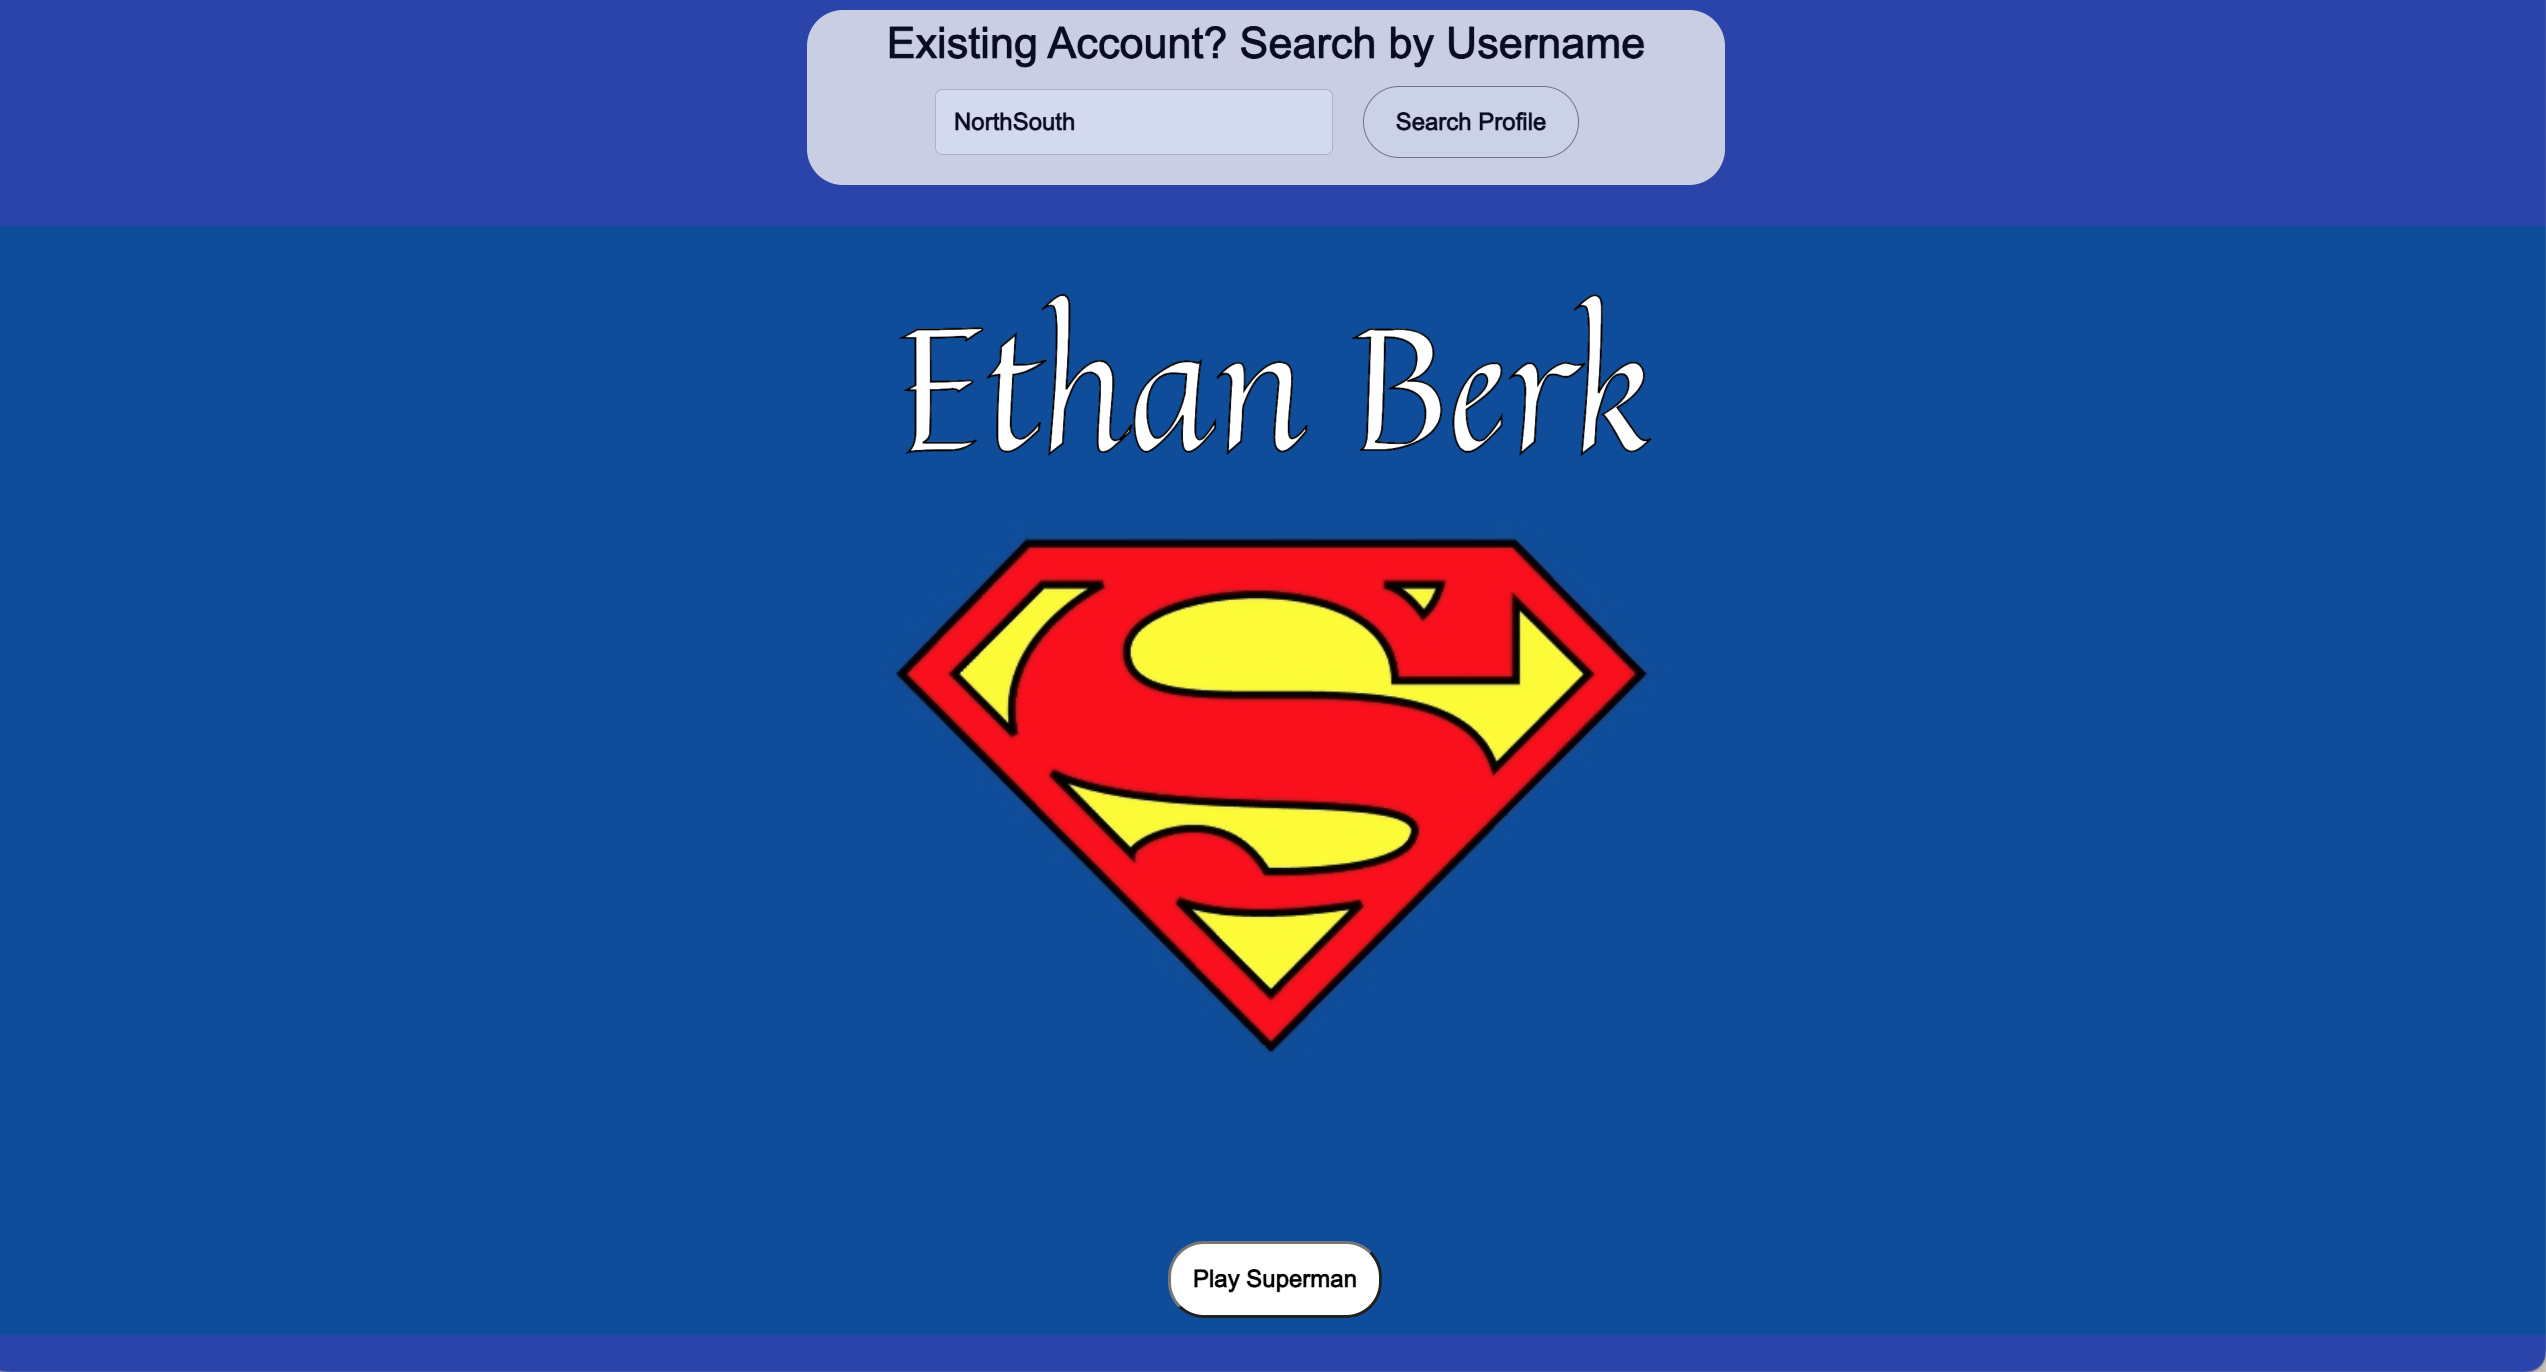 Existing Account? Search by Username
NorthSouth
Search Profile
Ethan Berk
S
Play Superman